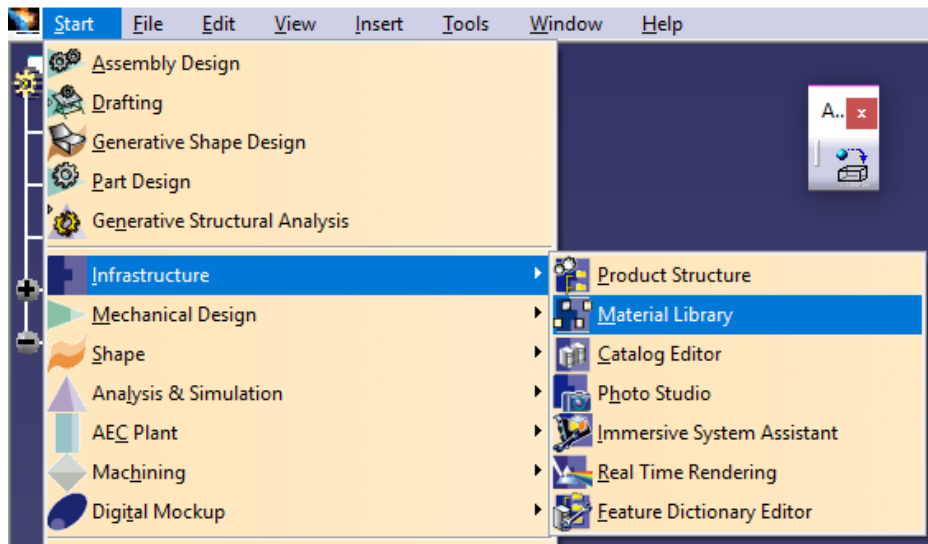 Start File Edit View Insert Tools Window Help
Assembly Design
Drafting
Generative Shape Design
Part Design
Generative Structural Analysis
A.. x
Infrastructure
Mechanical Design
Shape
Analysis & Simulation
AEC Plant
Machining
Digital Mockup
Product Structure
Material Library
Catalog Editor
Photo Studio
Immersive System Assistant
Real Time Rendering
Feature Dictionary Editor